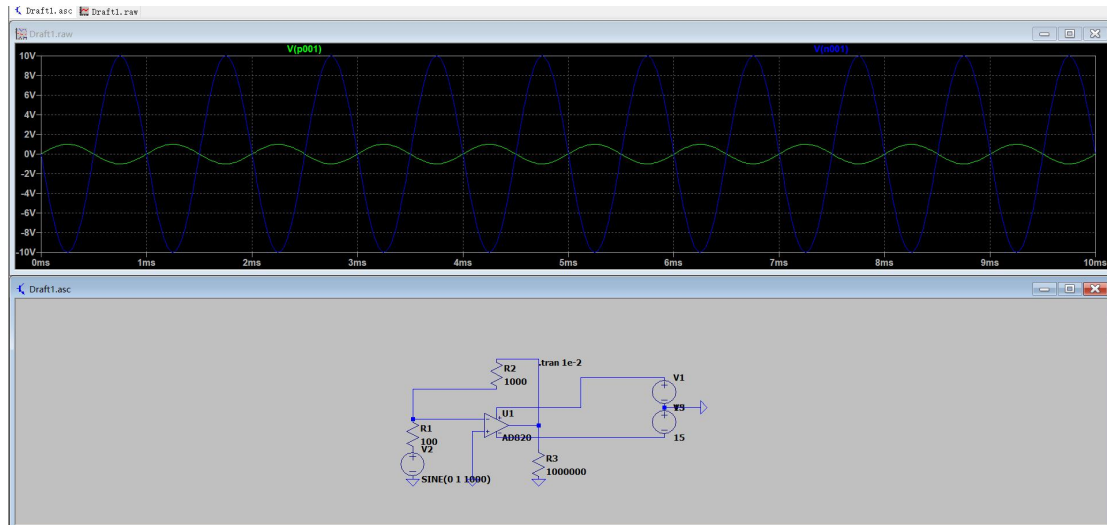 Draft1.asc Draft1.raw
Draft1.raw
V(p001) V(n001)
10V
8V
6V
4V
2V
0V
-2V
-4V
-6V
-8V
-10V
0ms 1ms 2ms 3ms 4ms 5ms 6ms 7ms 8ms 9ms 10ms
Draft1.asc
.tran 1e-2
R2
1000
V1
U1
R1
100
V2
AD820
15
R3
1000000
SINE(0 1 1000)